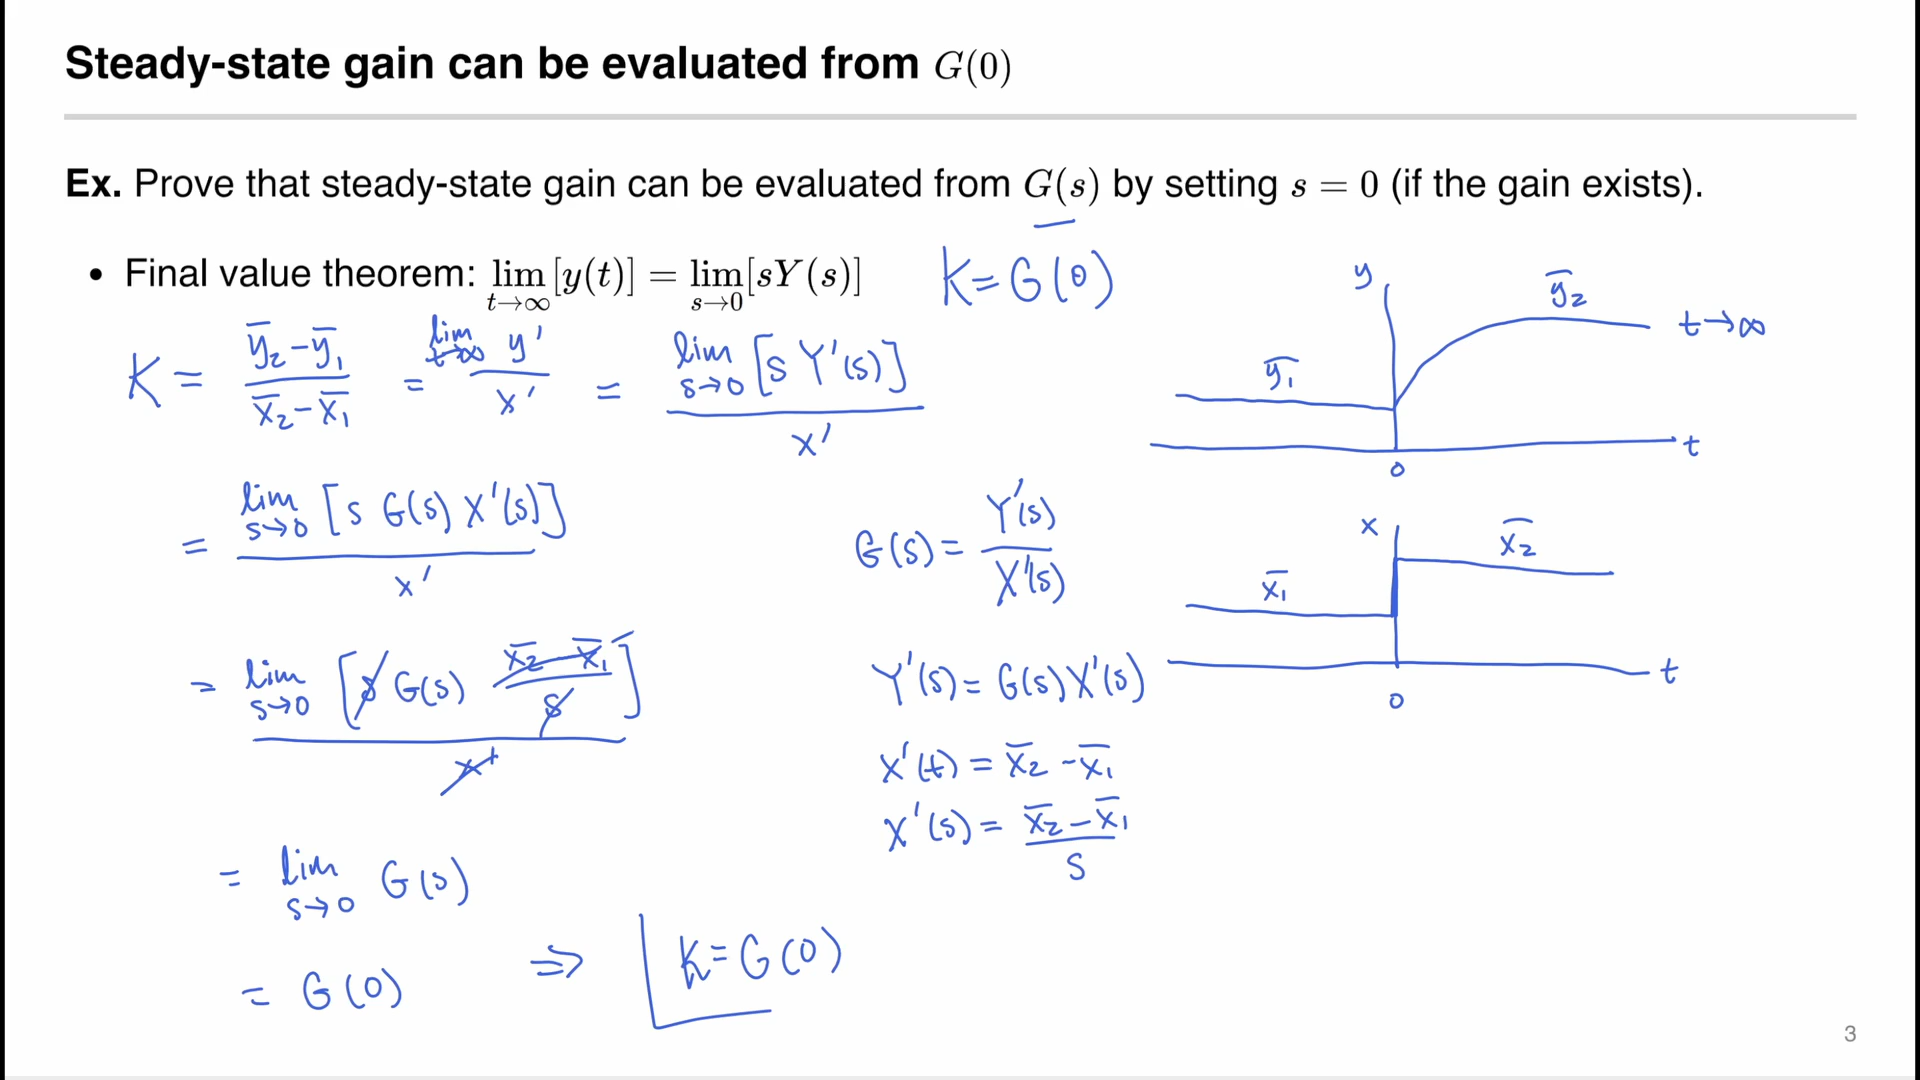 Steady-state gain can be evaluated from G(0)
Ex. Prove that steady-state gain can be evaluated from G(s) by setting s = 0 (if the gain exists).
• Final value theorem: lim_{t→∞}[y(t)] = lim_{s→0}[sY(s)]
K = G(0)
K = (ȳ₂ − ȳ₁)/(x̄₂ − x̄₁) = (lim_{t→∞} y′)/x′ = (lim_{s→0} [s Y′(s)])/x′
= (lim_{s→0} [s G(s) X′(s)])/x′
= (lim_{s→0} [s G(s) (x̄₂ − x̄₁)/s])/x′
= lim_{s→0} G(s)
= G(0) ⇒ K = G(0)
G(s) = Y′(s)/X′(s)
Y′(s) = G(s) X′(s)
x′(t) = x̄₂ − x̄₁
X′(s) = (x̄₂ − x̄₁)/s
y
ȳ₂
t→∞
ȳ₁
t
0
x
x̄₂
x̄₁
t
0
3